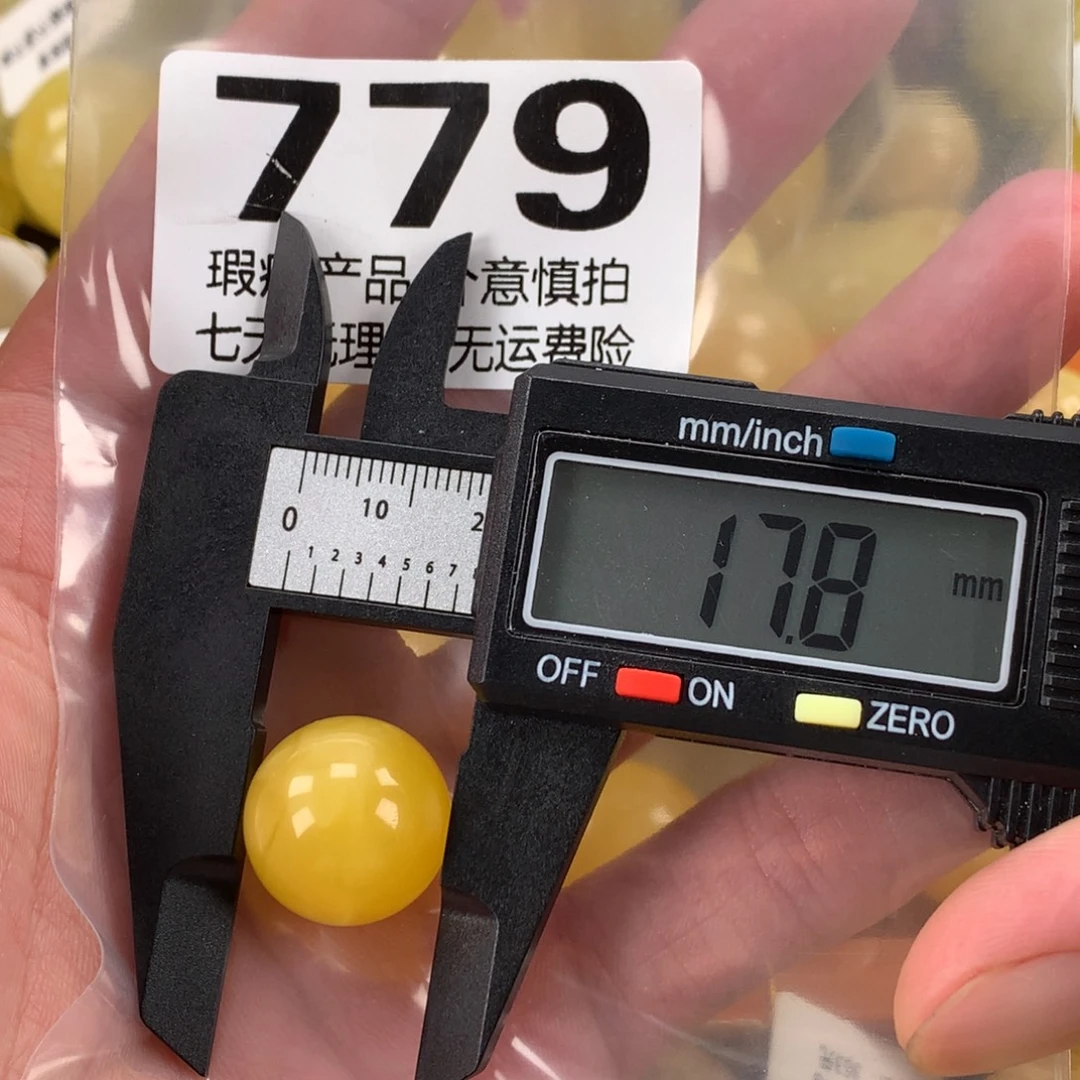 779
瑕 产品 介意慎拍
七天 理 无运费险
mm/inch
0 10 2
1 2 3 4 5 6 7
17.8 mm
OFF ON ZERO